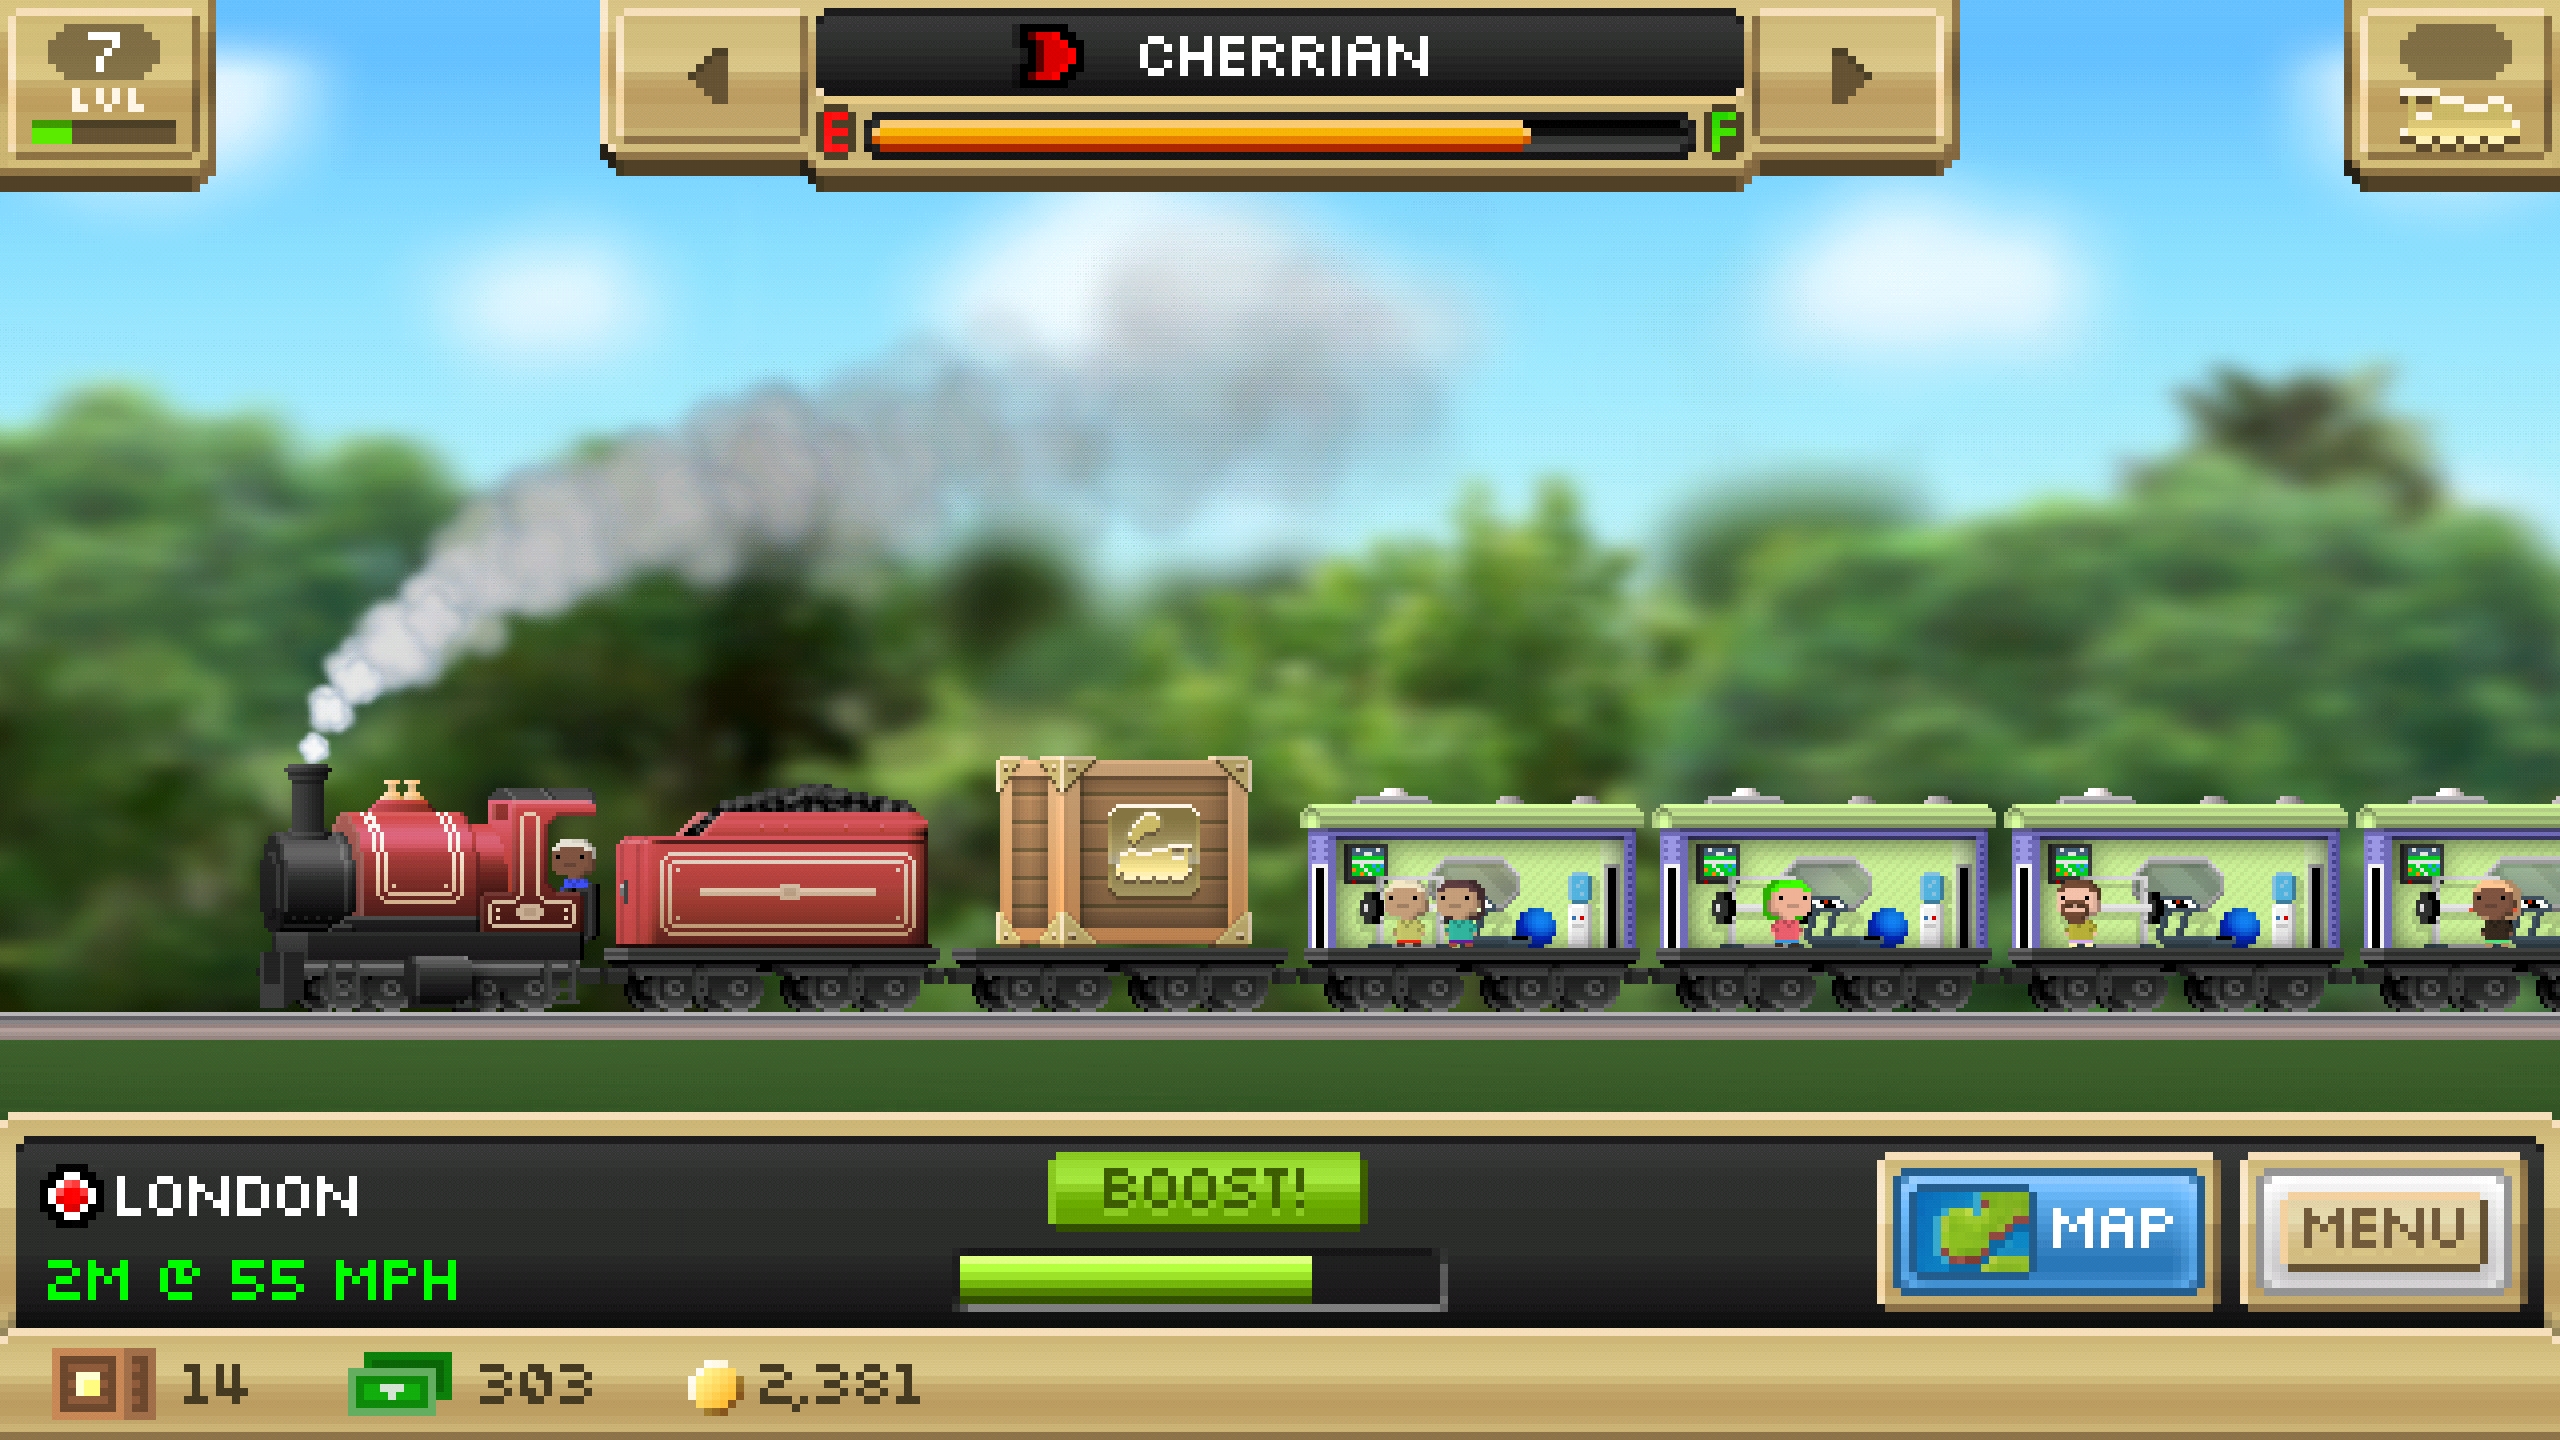 7
LVL
CHERRIAN
E F
LONDON
2M @ 55 MPH
BOOST!
MAP
MENU
14
303
2,381